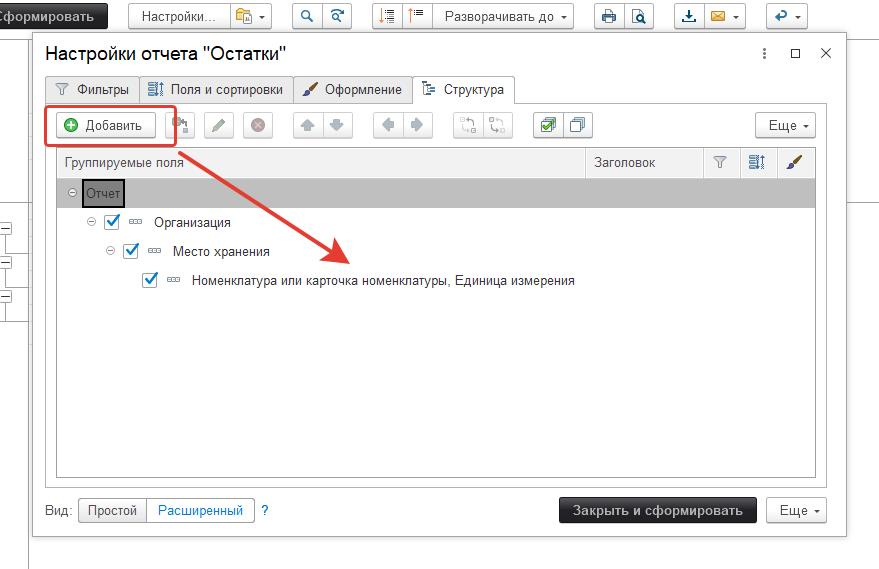 Сформировать Настройки... Разворачивать до Еще
Настройки отчета "Остатки"
Фильтры Поля и сортировки Оформление Структура
Добавить Еще
Группируемые поля Заголовок
Отчет
Организация
Место хранения
Номенклатура или карточка номенклатуры, Единица измерения
Вид: Простой Расширенный ? Закрыть и сформировать Еще